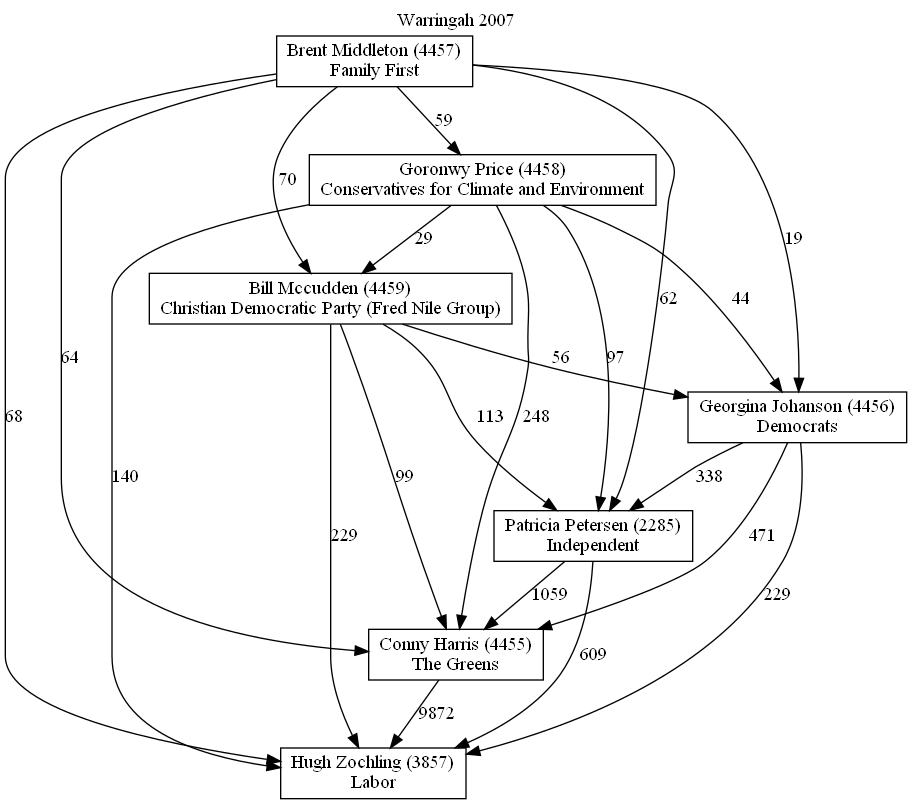 Warringah 2007
Brent Middleton (4457)
Family First
59
Goronwy Price (4458)
Conservatives for Climate and Environment
70
19
29
Bill Mccudden (4459)
Christian Democratic Party (Fred Nile Group)
62
44
64
56
97
Georgina Johanson (4456)
Democrats
68
113
248
140
99
338
Patricia Petersen (2285)
Independent
229
471
1059
229
Conny Harris (4455)
The Greens
609
9872
Hugh Zochling (3857)
Labor